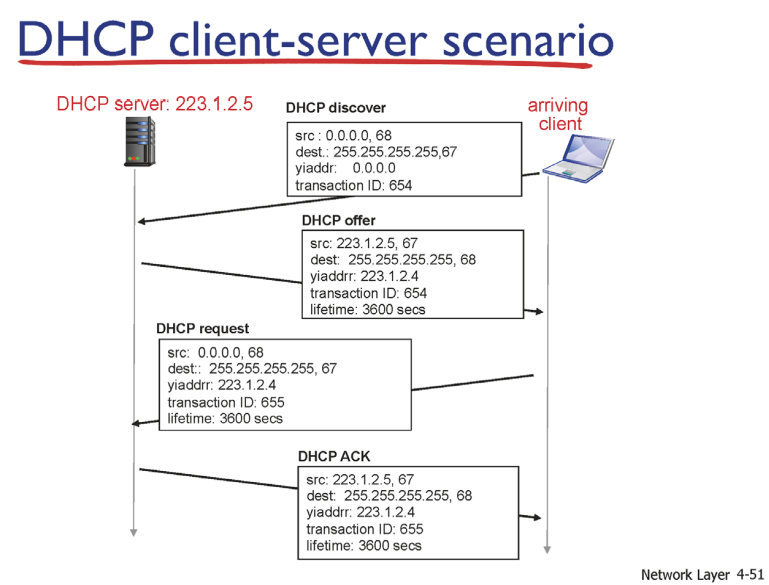 DHCP client-server scenario
DHCP server: 223.1.2.5
arriving
client
DHCP discover
src : 0.0.0.0, 68
dest.: 255.255.255.255,67
yiaddr: 0.0.0.0
transaction ID: 654
DHCP offer
src: 223.1.2.5, 67
dest: 255.255.255.255, 68
yiaddrr: 223.1.2.4
transaction ID: 654
lifetime: 3600 secs
DHCP request
src: 0.0.0.0, 68
dest:: 255.255.255.255, 67
yiaddrr: 223.1.2.4
transaction ID: 655
lifetime: 3600 secs
DHCP ACK
src: 223.1.2.5, 67
dest: 255.255.255.255, 68
yiaddrr: 223.1.2.4
transaction ID: 655
lifetime: 3600 secs
Network Layer 4-51